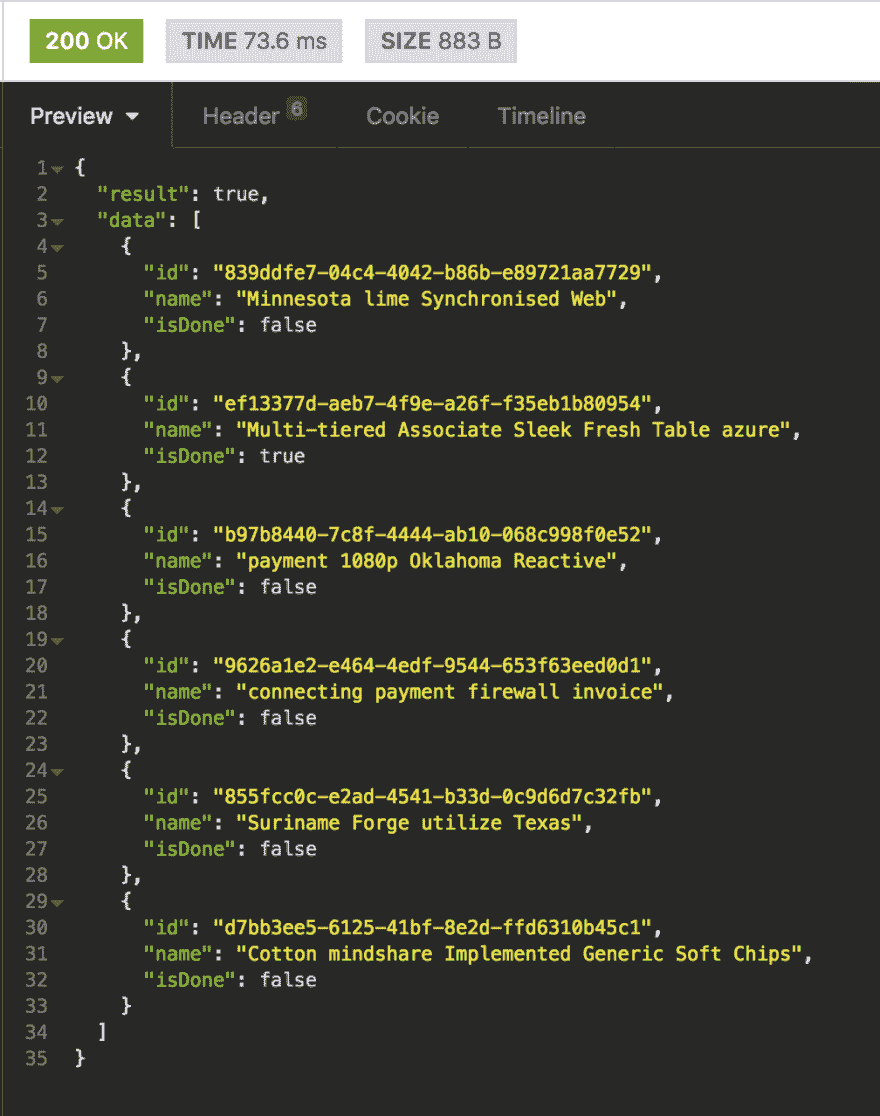 200 OK TIME 73.6 ms SIZE 883 B
Preview Header 6 Cookie Timeline
1 {
2 "result": true,
3 "data": [
4 {
5 "id": "839ddfe7-04c4-4042-b86b-e89721aa7729",
6 "name": "Minnesota lime Synchronised Web",
7 "isDone": false
8 },
9 {
10 "id": "ef13377d-aeb7-4f9e-a26f-f35eb1b80954",
11 "name": "Multi-tiered Associate Sleek Fresh Table azure",
12 "isDone": true
13 },
14 {
15 "id": "b97b8440-7c8f-4444-ab10-068c998f0e52",
16 "name": "payment 1080p Oklahoma Reactive",
17 "isDone": false
18 },
19 {
20 "id": "9626a1e2-e464-4edf-9544-653f63eed0d1",
21 "name": "connecting payment firewall invoice",
22 "isDone": false
23 },
24 {
25 "id": "855fcc0c-e2ad-4541-b33d-0c9d6d7c32fb",
26 "name": "Suriname Forge utilize Texas",
27 "isDone": false
28 },
29 {
30 "id": "d7bb3ee5-6125-41bf-8e2d-ffd6310b45c1",
31 "name": "Cotton mindshare Implemented Generic Soft Chips",
32 "isDone": false
33 }
34 ]
35 }